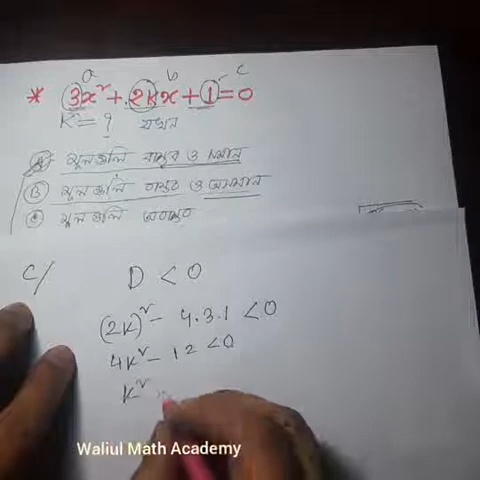 a b c
* 3x² + 2kx + 1 = 0
K = ? যখন
A মূলগুলি বাস্তব ও সমান
B মূলগুলি বাস্তব ও অসমান
C মূলগুলি অবাস্তব
C/ D < 0
(2K)² - 4.3.1 < 0
4K² - 12 < 0
K²
Waliul Math Academy